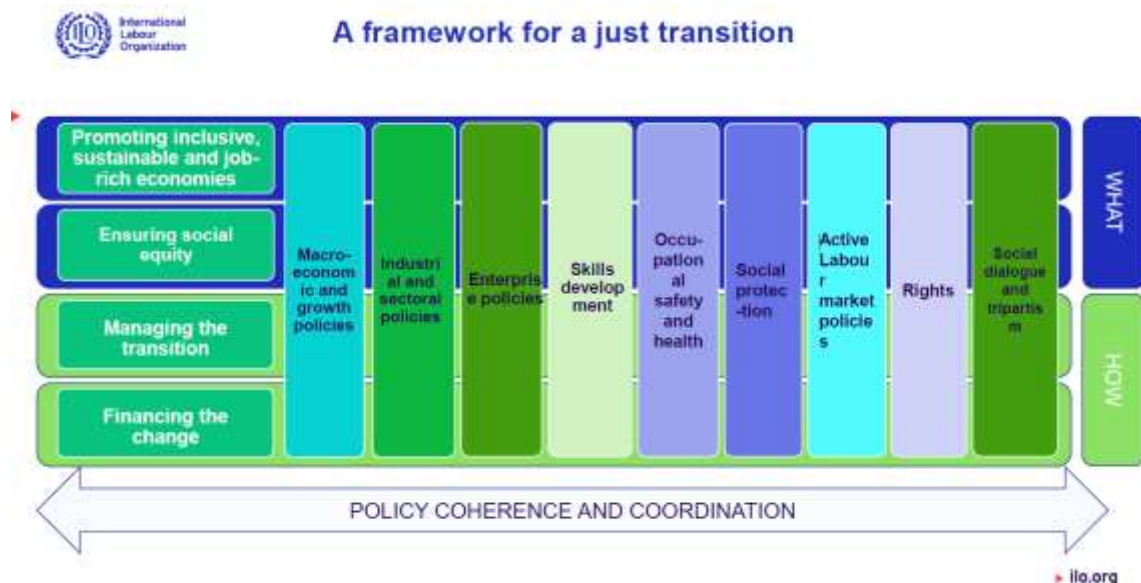 International
Labour
Organization
A framework for a just transition
Promoting inclusive,
sustainable and job-
rich economies
Ensuring social
equity
Managing the
transition
Financing the
change
Macro-
econom
ic and
growth
policies
Industri
al and
sectoral
policies
Enterpris
e policies
Skills
develop
ment
Occu-
pation
al
safety
and
health
Social
protec
-tion
Active
Labou
r
market
policie
s
Rights
Social
dialogue
and
tripartis
m
WHAT
HOW
POLICY COHERENCE AND COORDINATION
ilo.org